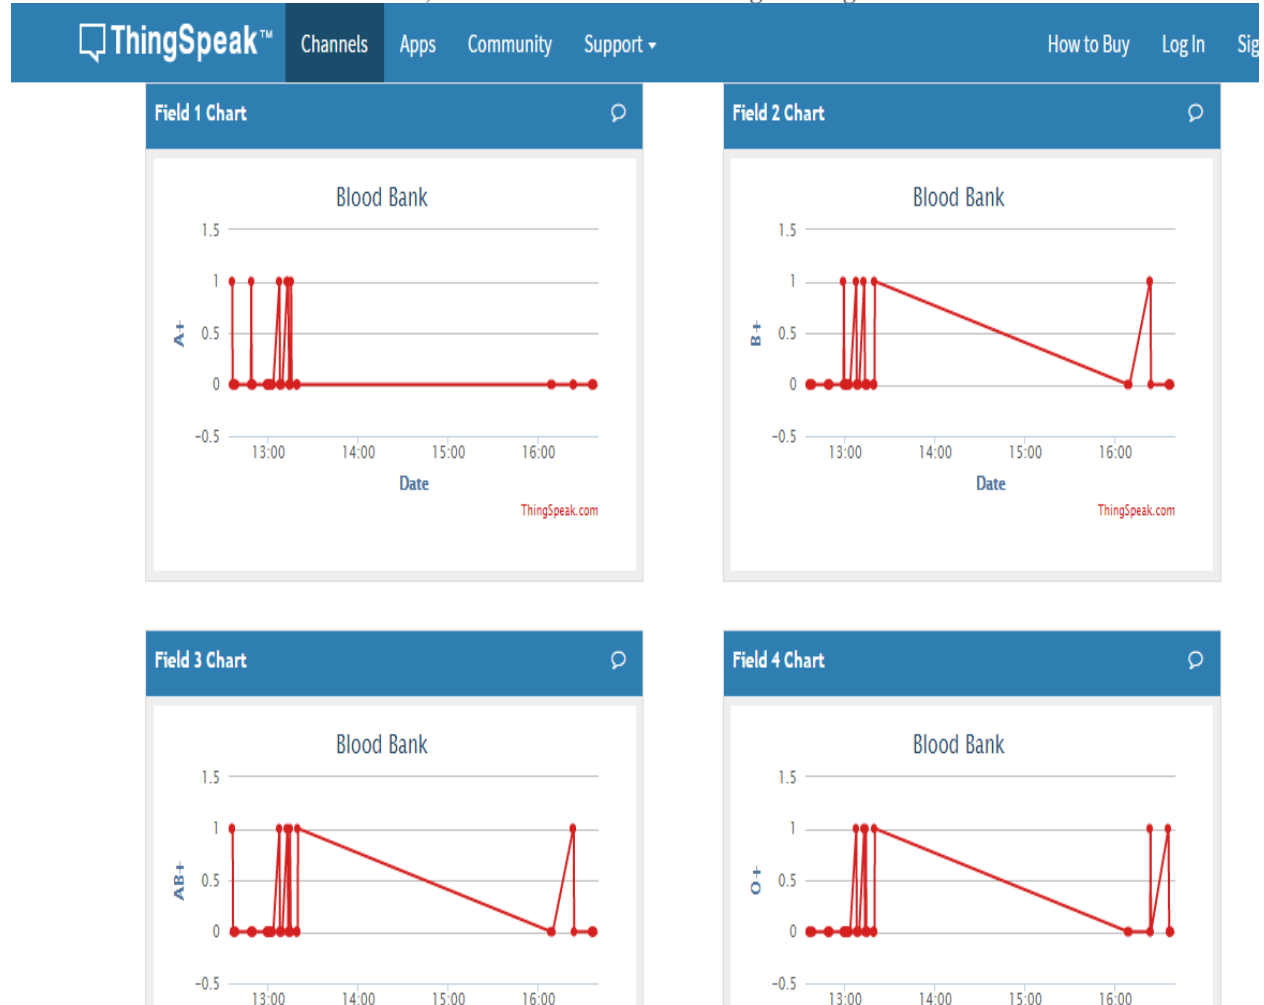 ThingSpeak™ Channels Apps Community Support How to Buy Log In Sig
Field 1 Chart
Blood Bank
1.5
1
0.5
0
-0.5
A+
13:00 14:00 15:00 16:00
Date
ThingSpeak.com
Field 2 Chart
Blood Bank
1.5
1
0.5
0
-0.5
B+
13:00 14:00 15:00 16:00
Date
ThingSpeak.com
Field 3 Chart
Blood Bank
1.5
1
0.5
0
-0.5
AB+
13:00 14:00 15:00 16:00
Field 4 Chart
Blood Bank
1.5
1
0.5
0
-0.5
O+
13:00 14:00 15:00 16:00